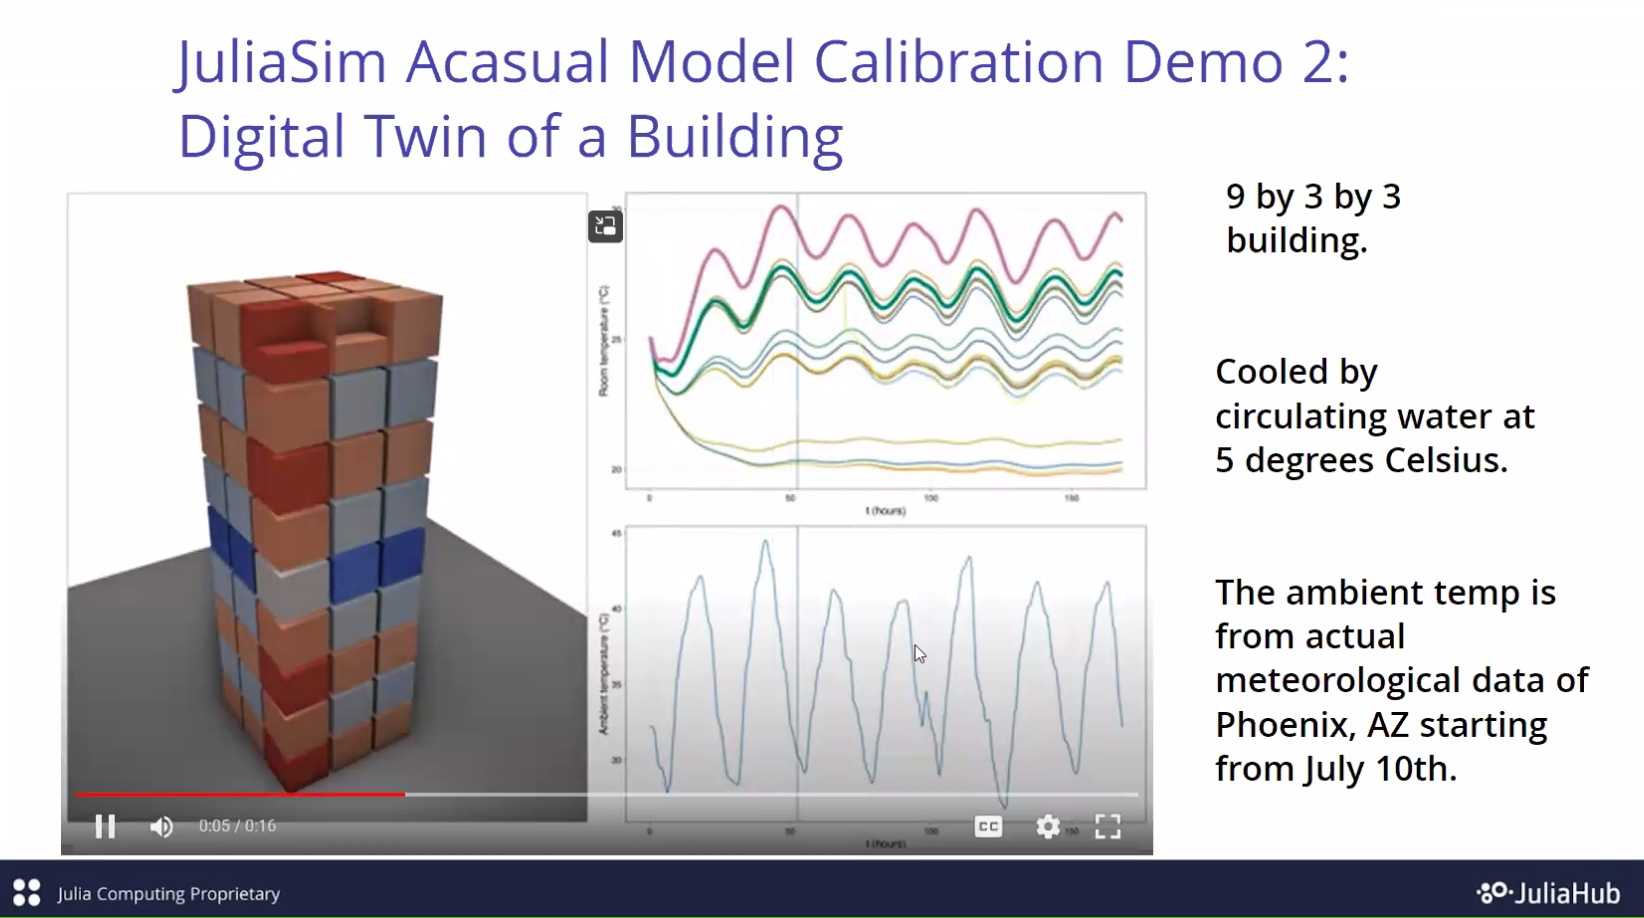 JuliaSim Acasual Model Calibration Demo 2:
Digital Twin of a Building
9 by 3 by 3
building.
Cooled by
circulating water at
5 degrees Celsius.
The ambient temp is
from actual
meteorological data of
Phoenix, AZ starting
from July 10th.
30
25
20
Room temperature (°C)
0 50 100 150
t (hours)
45
40
35
30
Ambient temperature (°C)
0 50 100 150
t (hours)
0:05 / 0:16
CC
Julia Computing Proprietary
JuliaHub